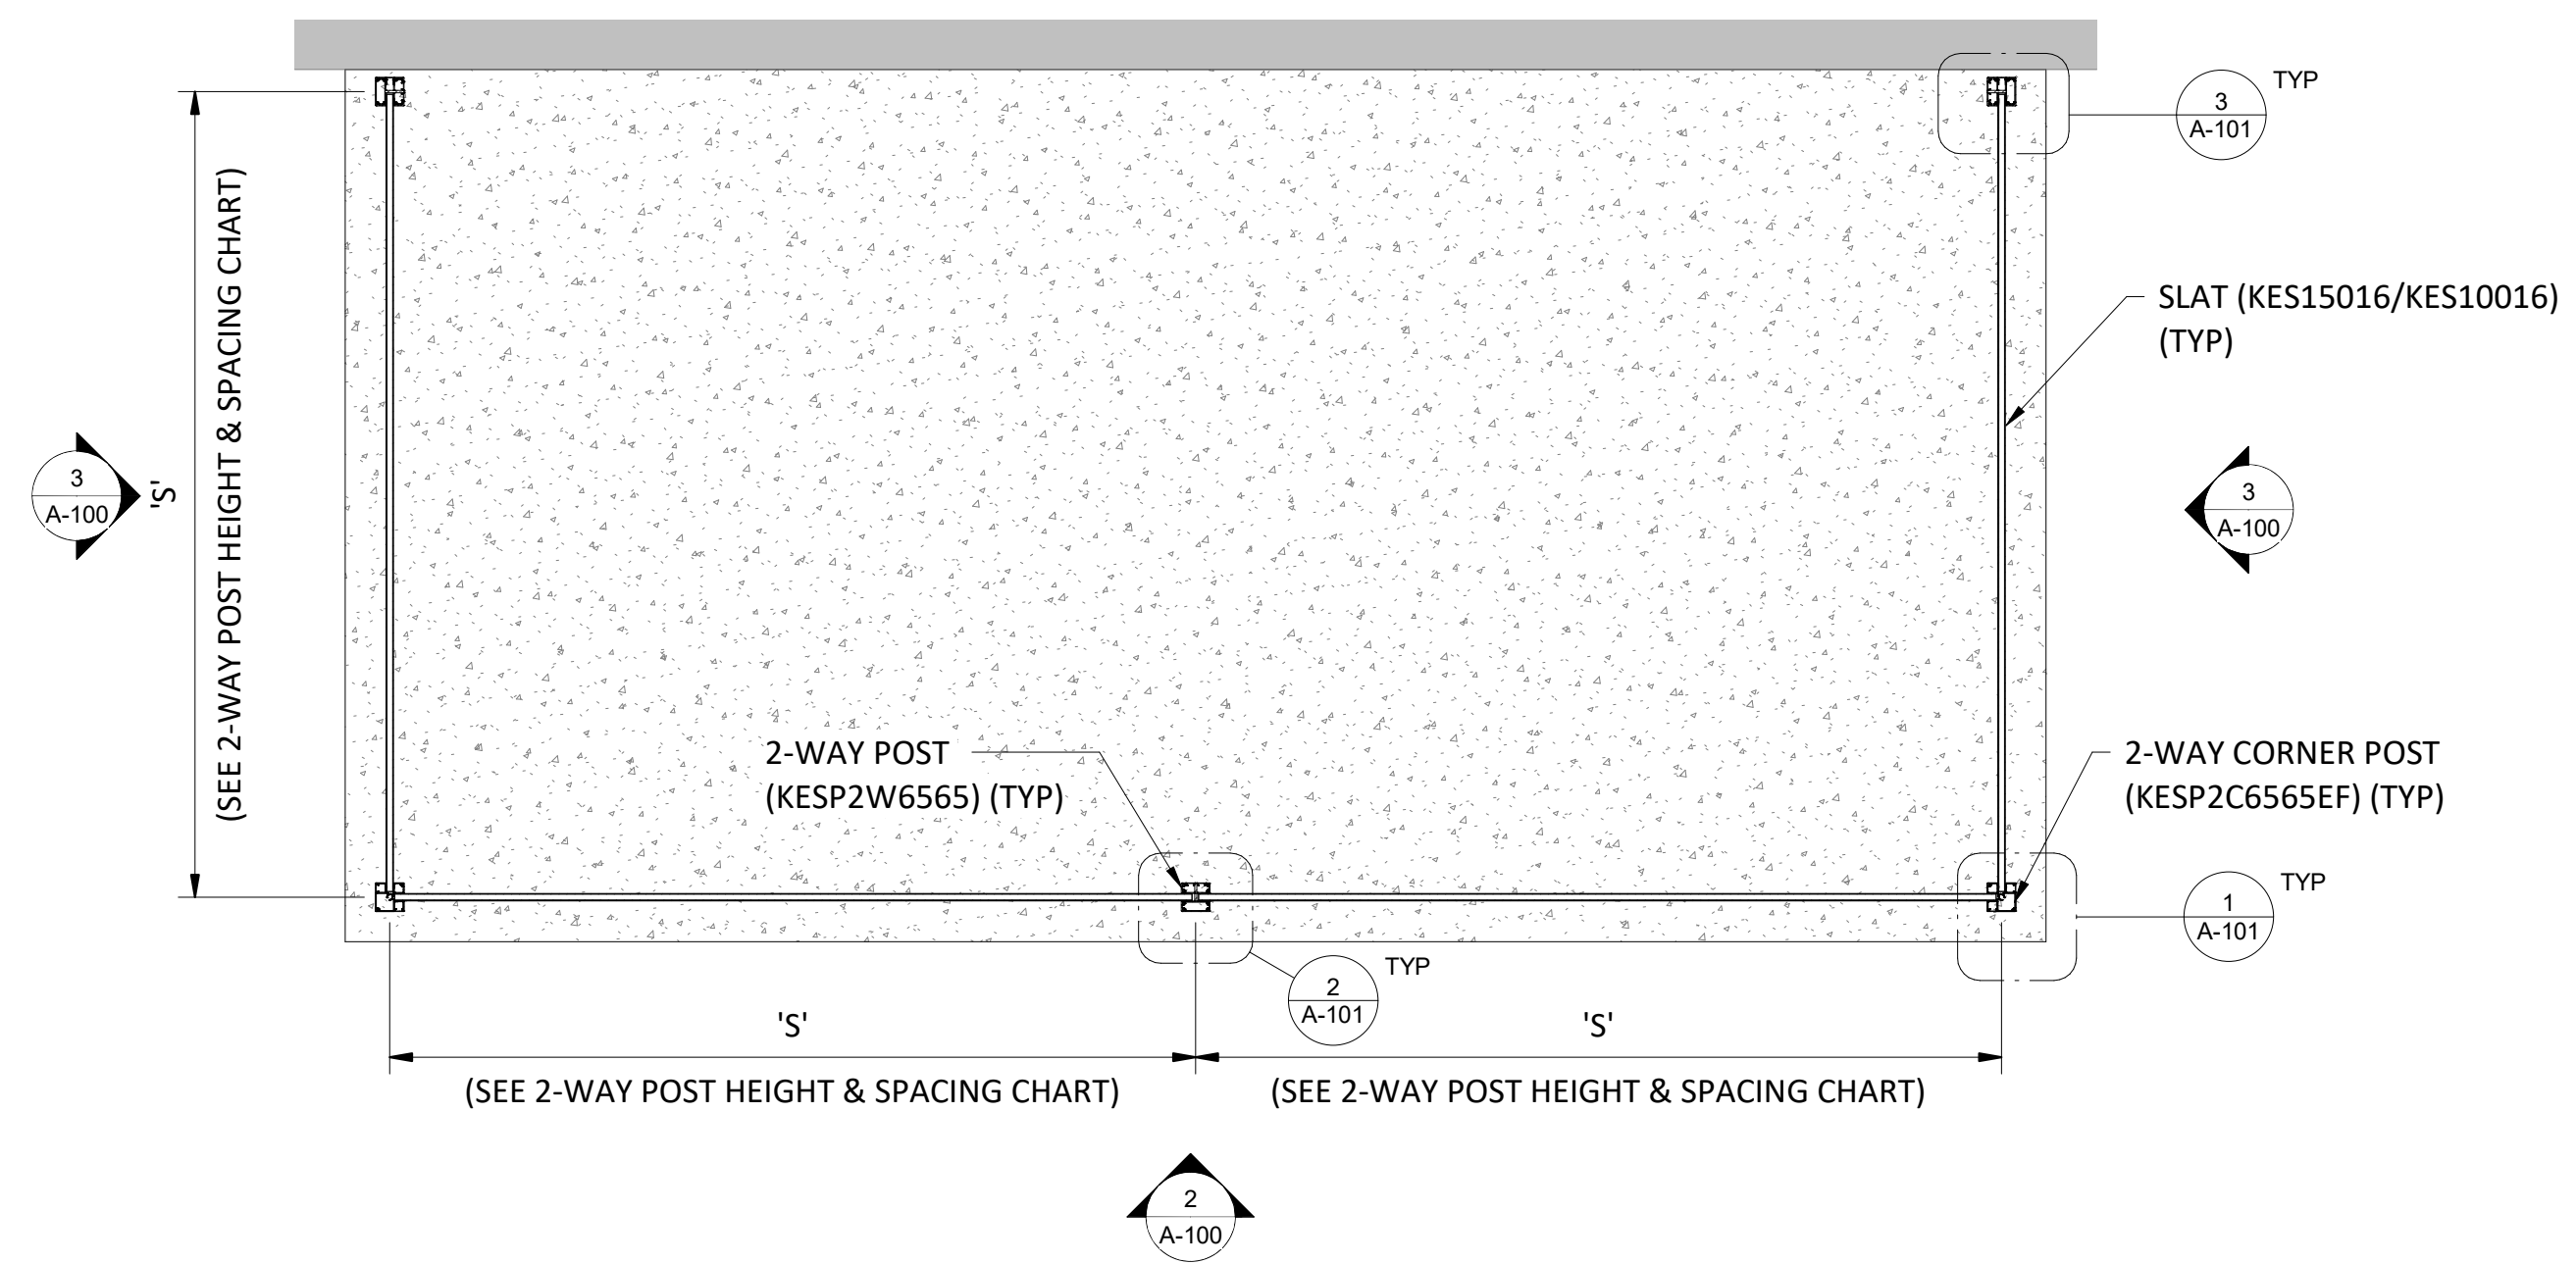 3
A-101
TYP
SLAT (KES15016/KES10016)
(TYP)
(SEE 2-WAY POST HEIGHT & SPACING CHART)
'S'
3
A-100
3
A-100
2-WAY POST
(KESP2W6565) (TYP)
2-WAY CORNER POST
(KESP2C6565EF) (TYP)
1
A-101
TYP
2
A-101
TYP
'S'
'S'
(SEE 2-WAY POST HEIGHT & SPACING CHART)
(SEE 2-WAY POST HEIGHT & SPACING CHART)
2
A-100